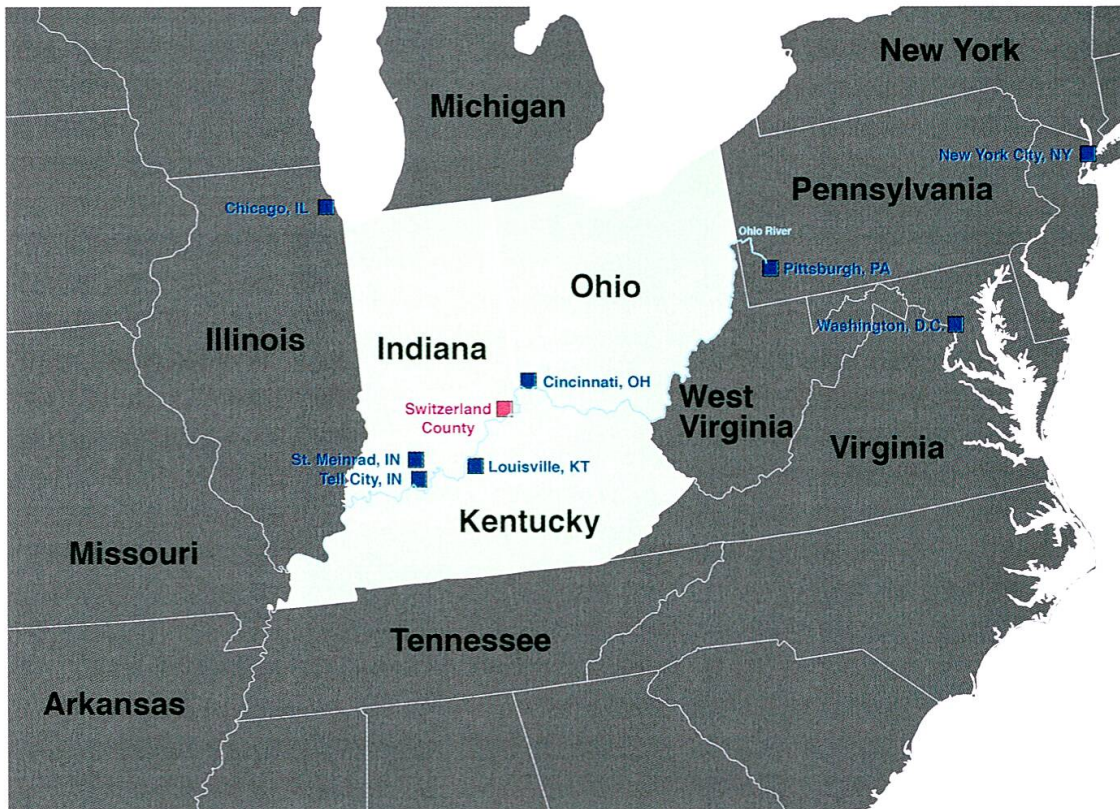 New York
Michigan
New York City, NY
Pennsylvania
Chicago, IL
Ohio River
Pittsburgh, PA
Ohio
Washington, D.C.
Illinois
Indiana
Cincinnati, OH
West
Virginia
Switzerland
County
Virginia
St. Meinrad, IN
Louisville, KT
Tell City, IN
Kentucky
Missouri
Tennessee
Arkansas